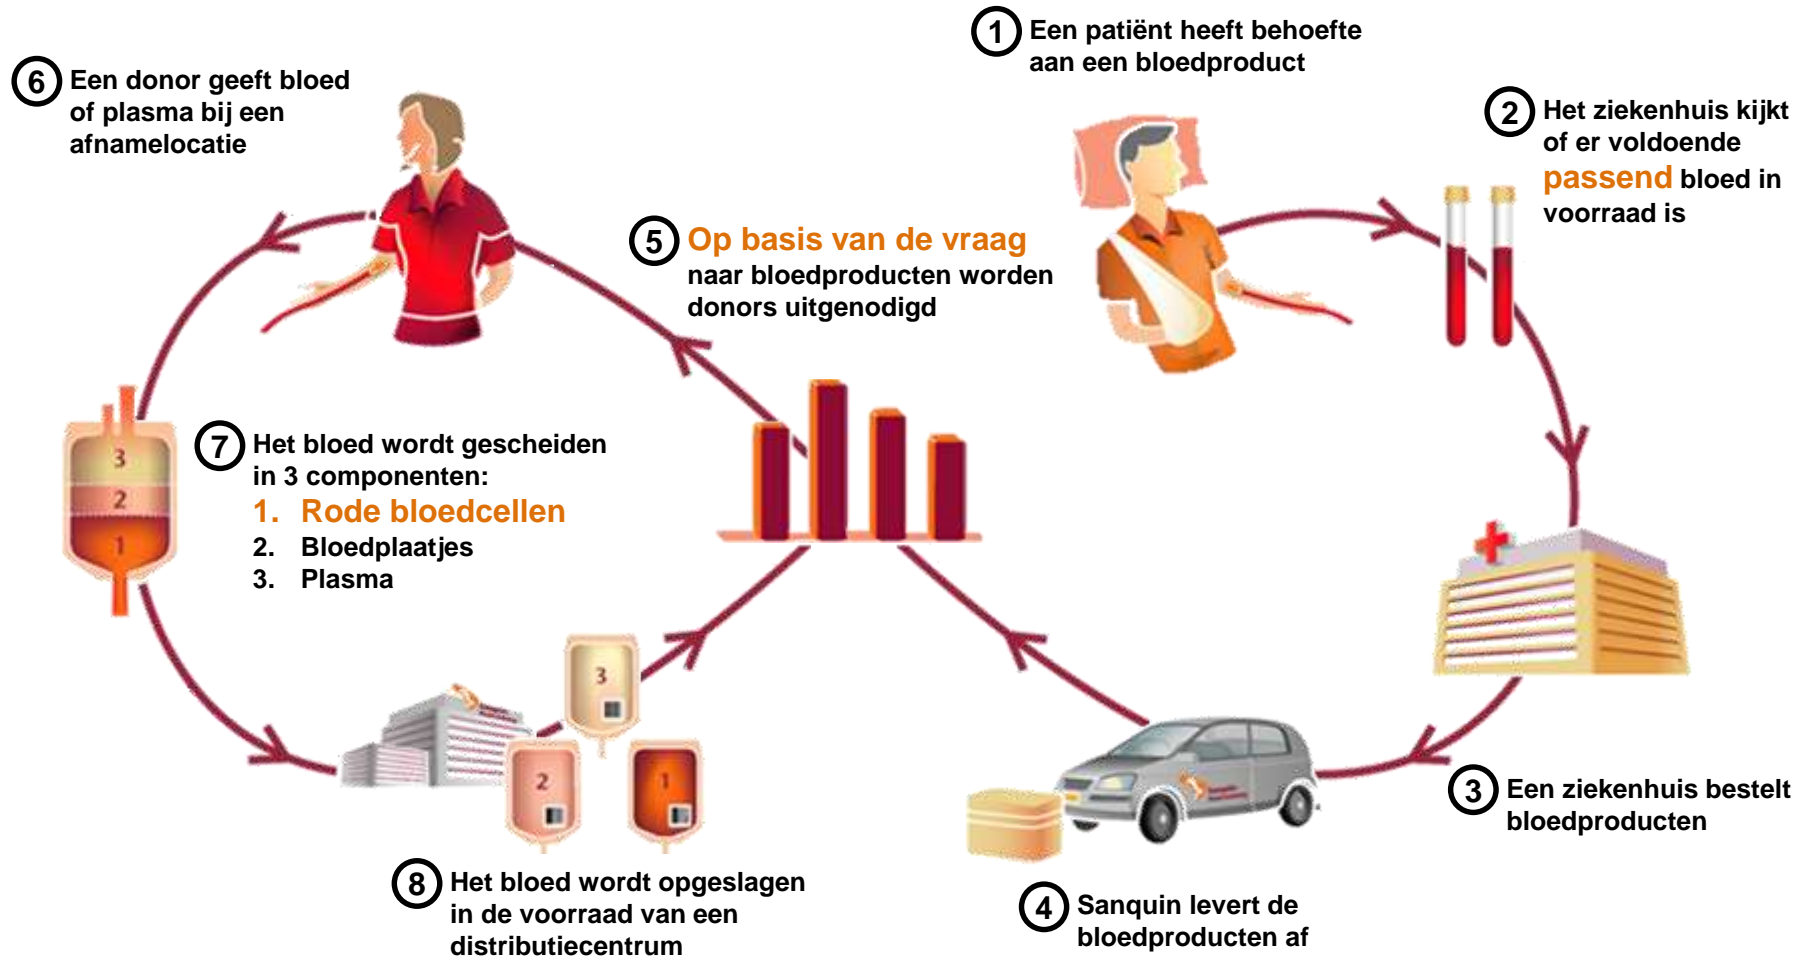 1 Een patiënt heeft behoefte
aan een bloedproduct
2 Het ziekenhuis kijkt
of er voldoende
passend bloed in
voorraad is
3 Een ziekenhuis bestelt
bloedproducten
4 Sanquin levert de
bloedproducten af
5 Op basis van de vraag
naar bloedproducten worden
donors uitgenodigd
6 Een donor geeft bloed
of plasma bij een
afnamelocatie
7 Het bloed wordt gescheiden
in 3 componenten:
1. Rode bloedcellen
2. Bloedplaatjes
3. Plasma
3
2
1
8 Het bloed wordt opgeslagen
in de voorraad van een
distributiecentrum
3
2
1